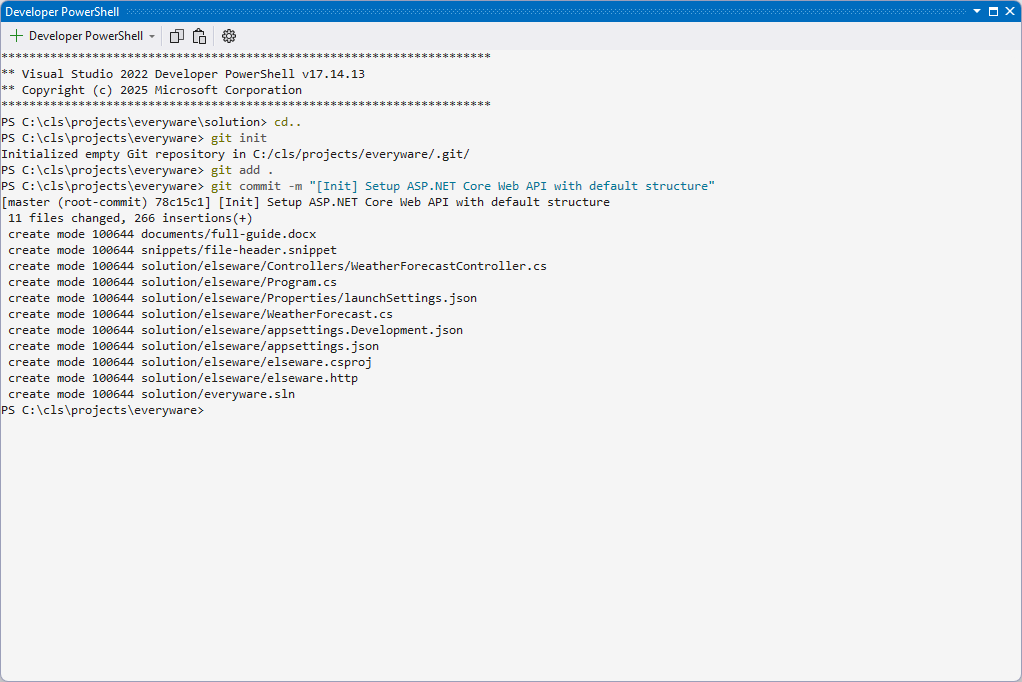 Developer PowerShell
Developer PowerShell
**********************************************************************
** Visual Studio 2022 Developer PowerShell v17.14.13
** Copyright (c) 2025 Microsoft Corporation
**********************************************************************
PS C:\cls\projects\everyware\solution> cd..
PS C:\cls\projects\everyware> git init
Initialized empty Git repository in C:/cls/projects/everyware/.git/
PS C:\cls\projects\everyware> git add .
PS C:\cls\projects\everyware> git commit -m "[Init] Setup ASP.NET Core Web API with default structure"
[master (root-commit) 78c15c1] [Init] Setup ASP.NET Core Web API with default structure
 11 files changed, 266 insertions(+)
 create mode 100644 documents/full-guide.docx
 create mode 100644 snippets/file-header.snippet
 create mode 100644 solution/elseware/Controllers/WeatherForecastController.cs
 create mode 100644 solution/elseware/Program.cs
 create mode 100644 solution/elseware/Properties/launchSettings.json
 create mode 100644 solution/elseware/WeatherForecast.cs
 create mode 100644 solution/elseware/appsettings.Development.json
 create mode 100644 solution/elseware/appsettings.json
 create mode 100644 solution/elseware/elseware.csproj
 create mode 100644 solution/elseware/elseware.http
 create mode 100644 solution/everyware.sln
PS C:\cls\projects\everyware>